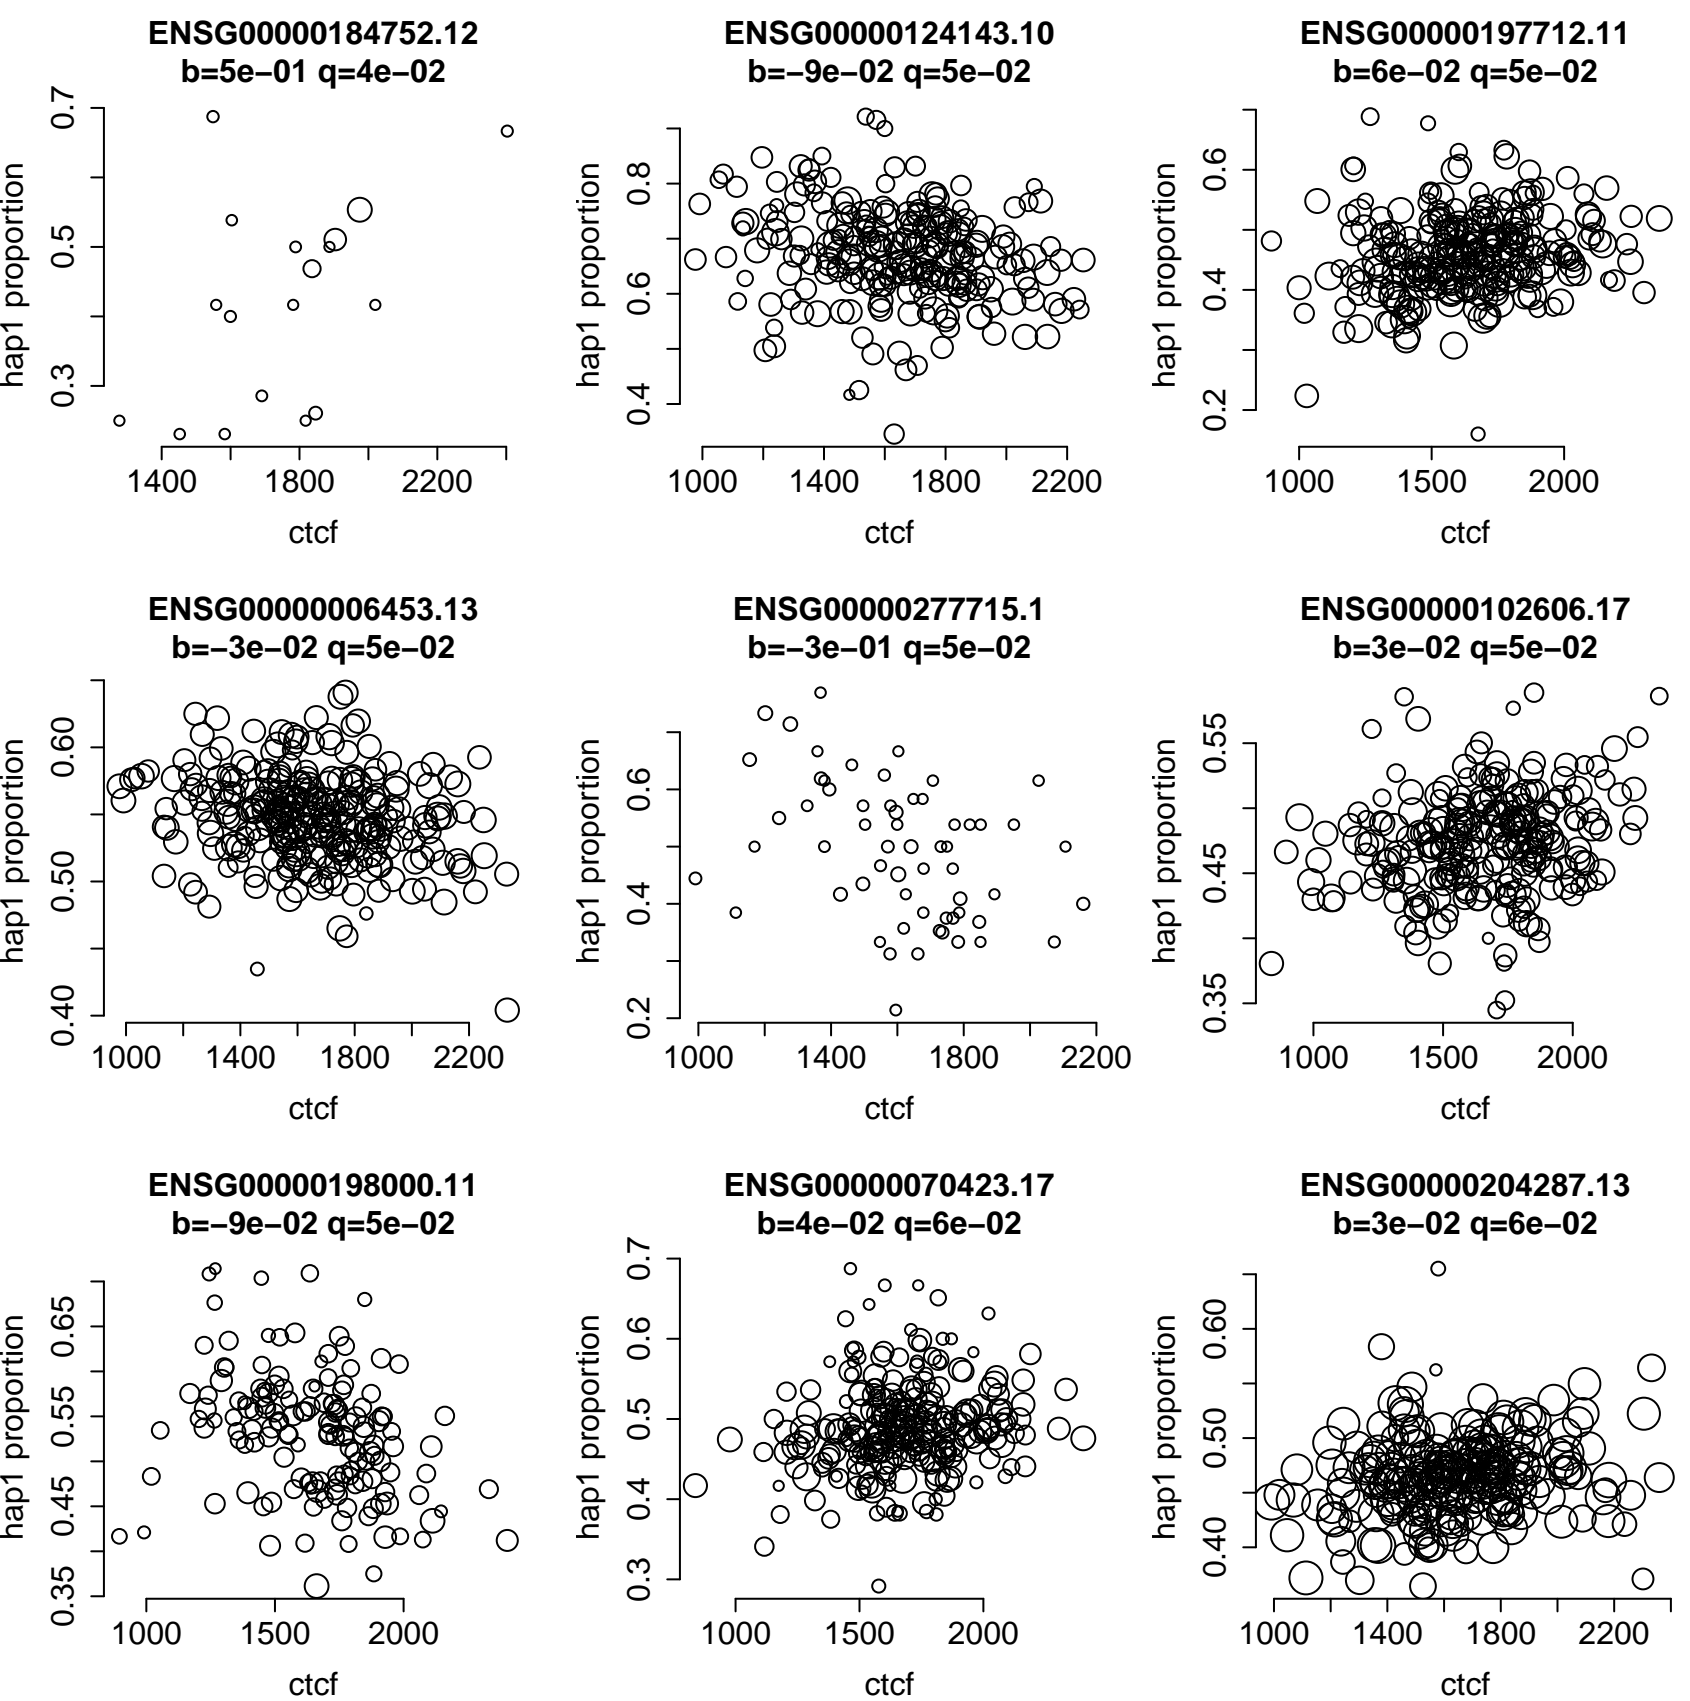 ENSG00000184752.12
b=5e−01 q=4e−02
hap1 proportion
0.3 0.5 0.7
1400 1800 2200
ctcf
ENSG00000124143.10
b=−9e−02 q=5e−02
hap1 proportion
0.4 0.6 0.8
1000 1400 1800 2200
ctcf
ENSG00000197712.11
b=6e−02 q=5e−02
hap1 proportion
0.2 0.4 0.6
1000 1500 2000
ctcf
ENSG00000006453.13
b=−3e−02 q=5e−02
hap1 proportion
0.40 0.50 0.60
1000 1400 1800 2200
ctcf
ENSG00000277715.1
b=−3e−01 q=5e−02
hap1 proportion
0.2 0.4 0.6
1000 1400 1800 2200
ctcf
ENSG00000102606.17
b=3e−02 q=5e−02
hap1 proportion
0.35 0.45 0.55
1000 1500 2000
ctcf
ENSG00000198000.11
b=−9e−02 q=5e−02
hap1 proportion
0.35 0.45 0.55 0.65
1000 1500 2000
ctcf
ENSG00000070423.17
b=4e−02 q=6e−02
hap1 proportion
0.3 0.4 0.5 0.6 0.7
1000 1500 2000
ctcf
ENSG00000204287.13
b=3e−02 q=6e−02
hap1 proportion
0.40 0.50 0.60
1000 1400 1800 2200
ctcf